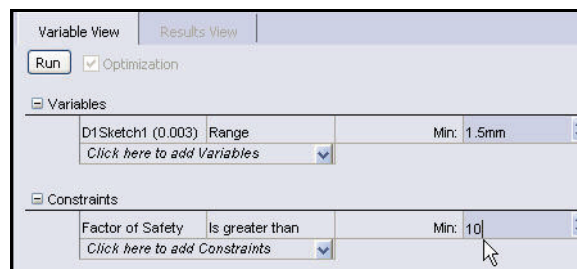 Variable View Results View
Run Optimization
Variables
D1Sketch1 (0.003) Range Min: 1.5mm
Click here to add Variables
Constraints
Factor of Safety Is greater than Min: 10
Click here to add Constraints